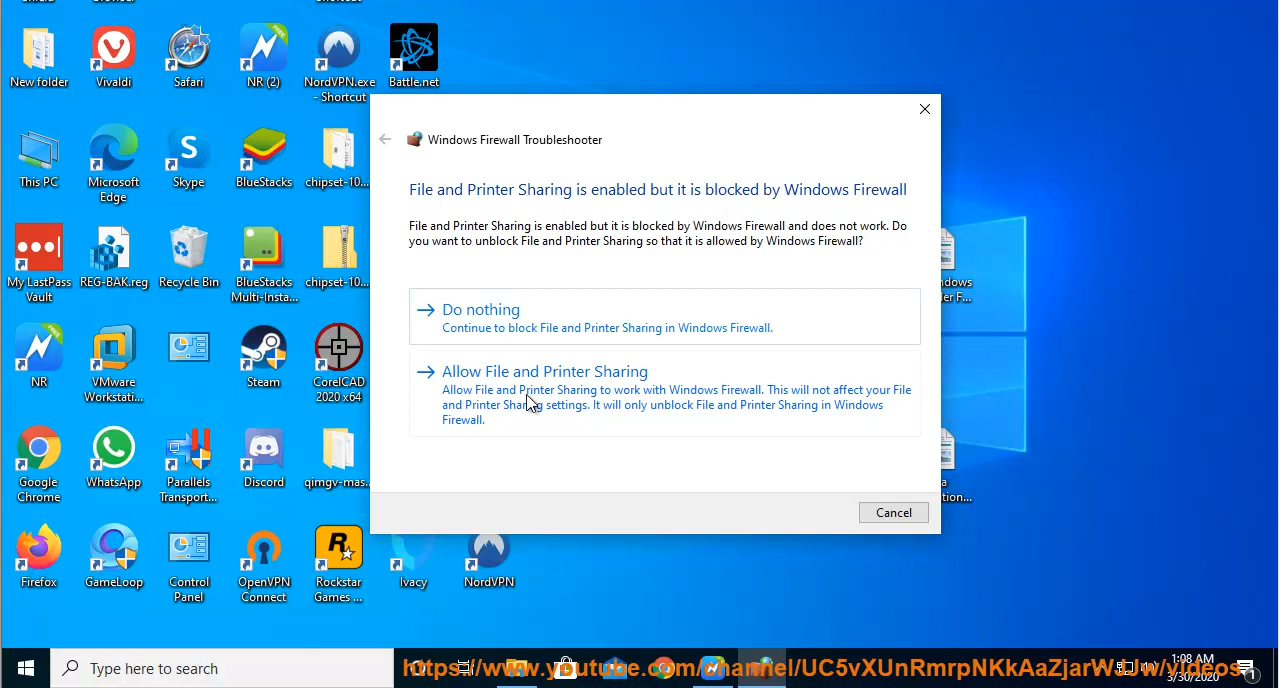 New folder
Vivaldi
Safari
NR (2)
NordVPN.exe
- Shortcut
Battle.net
Windows Firewall Troubleshooter
File and Printer Sharing is enabled but it is blocked by Windows Firewall
File and Printer Sharing is enabled but it is blocked by Windows Firewall and does not work. Do
you want to unblock File and Printer Sharing so that it is allowed by Windows Firewall?
Do nothing
Continue to block File and Printer Sharing in Windows Firewall.
Allow File and Printer Sharing
Allow File and Printer Sharing to work with Windows Firewall. This will not affect your File
and Printer Sharing settings. It will only unblock File and Printer Sharing in Windows
Firewall.
Cancel
This PC
Microsoft
Edge
Skype
BlueStacks
chipset-10...
My LastPass
Vault
REG-BAK.reg
Recycle Bin
BlueStacks
Multi-Insta...
chipset-10...
NR
VMware
Workstati...
Steam
CorelCAD
2020 x64
Google
Chrome
WhatsApp
Parallels
Transport...
Discord
qimgv-mas...
Firefox
GameLoop
Control
Panel
OpenVPN
Connect
Rockstar
Games ...
Ivacy
NordVPN
Type here to search
1:08 AM
3/30/2020
1